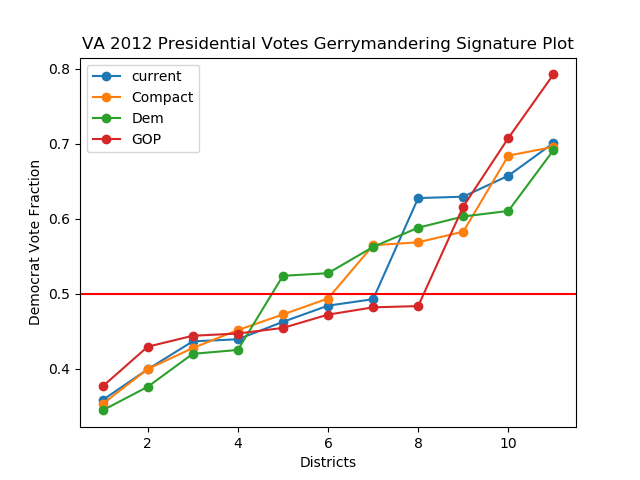 VA 2012 Presidential Votes Gerrymandering Signature Plot
current
Compact
Dem
GOP
0.8
0.7
0.6
0.5
0.4
Democrat Vote Fraction
2 4 6 8 10
Districts